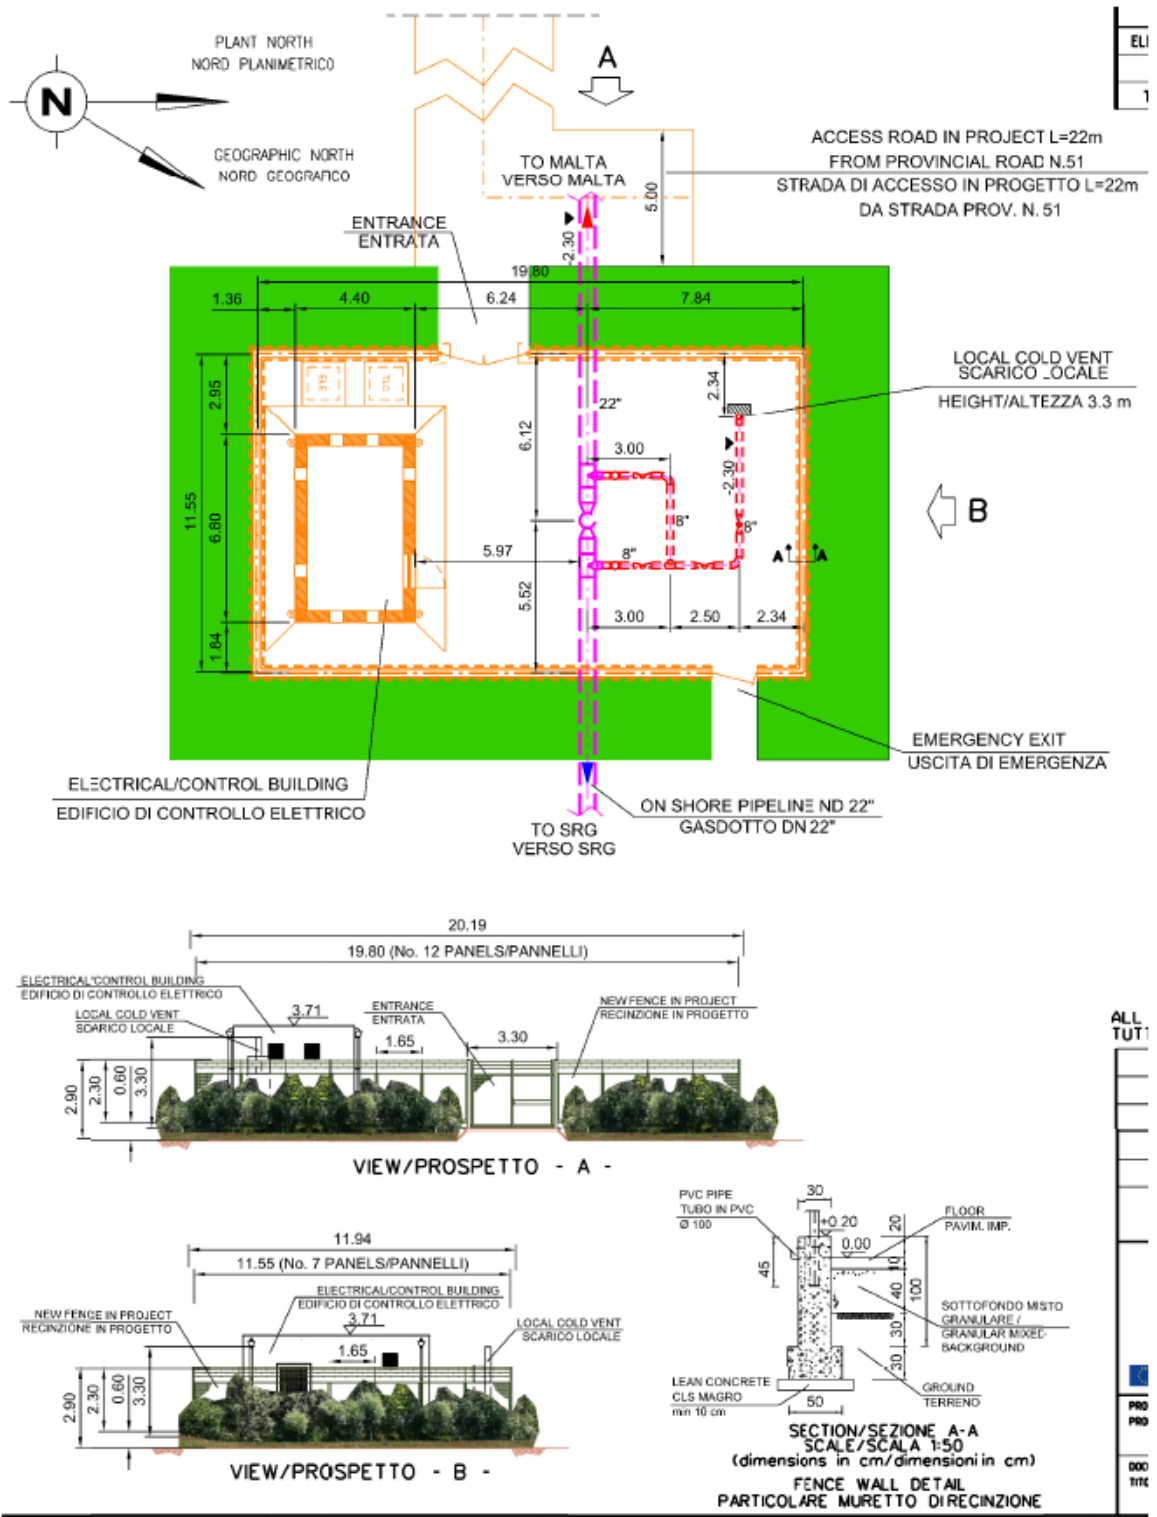 PLANT NORTH
NORD PLANIMETRICO
N
GEOGRAPHIC NORTH
NORD GEOGRAFICO
A
TO MALTA
VERSO MALTA
ACCESS ROAD IN PROJECT L=22m
FROM PROVINCIAL ROAD N.51
STRADA DI ACCESSO IN PROGETTO L=22m
DA STRADA PROV. N. 51
5.00
-2.30
ENTRANCE
ENTRATA
19.80
1.36
4.40
6.24
7.84
LOCAL COLD VENT
SCARICO LOCALE
HEIGHT/ALTEZZA 3.3 m
ELE
TLC
2.95
2.34
22"
6.12
3.00
-2.30
11.55
6.80
8"
8"
B
5.97
8"
A A
5.52
3.00
2.50
2.34
1.84
EMERGENCY EXIT
USCITA DI EMERGENZA
ELECTRICAL/CONTROL BUILDING
EDIFICIO DI CONTROLLO ELETTRICO
ON SHORE PIPELINE ND 22"
GASDOTTO DN 22"
TO SRG
VERSO SRG
20.19
19.80 (No. 12 PANELS/PANNELLI)
ELECTRICAL/CONTROL BUILDING
EDIFICIO DI CONTROLLO ELETTRICO
LOCAL COLD VENT
SCARICO LOCALE
3.71
ENTRANCE
ENTRATA
NEW FENCE IN PROJECT
RECINZIONE IN PROGETTO
1.65
3.30
2.90
2.30
0.60
3.30
VIEW/PROSPETTO - A -
11.94
11.55 (No. 7 PANELS/PANNELLI)
ELECTRICAL/CONTROL BUILDING
EDIFICIO DI CONTROLLO ELETTRICO
NEW FENCE IN PROJECT
RECINZIONE IN PROGETTO
3.71
LOCAL COLD VENT
SCARICO LOCALE
1.65
2.90
2.30
0.60
3.30
VIEW/PROSPETTO - B -
PVC PIPE
TUBO IN PVC
Ø 100
30
+0.20
0.00
20
FLOOR
PAVIM. IMP.
45
10
40
100
30
30
SOTTOFONDO MISTO
GRANULARE /
GRANULAR MIXED
BACKGROUND
LEAN CONCRETE
CLS MAGRO
min 10 cm
50
GROUND
TERRENO
SECTION/SEZIONE A-A
SCALE/SCALA 1:50
(dimensions in cm/dimensioni in cm)
FENCE WALL DETAIL
PARTICOLARE MURETTO DI RECINZIONE
ALL